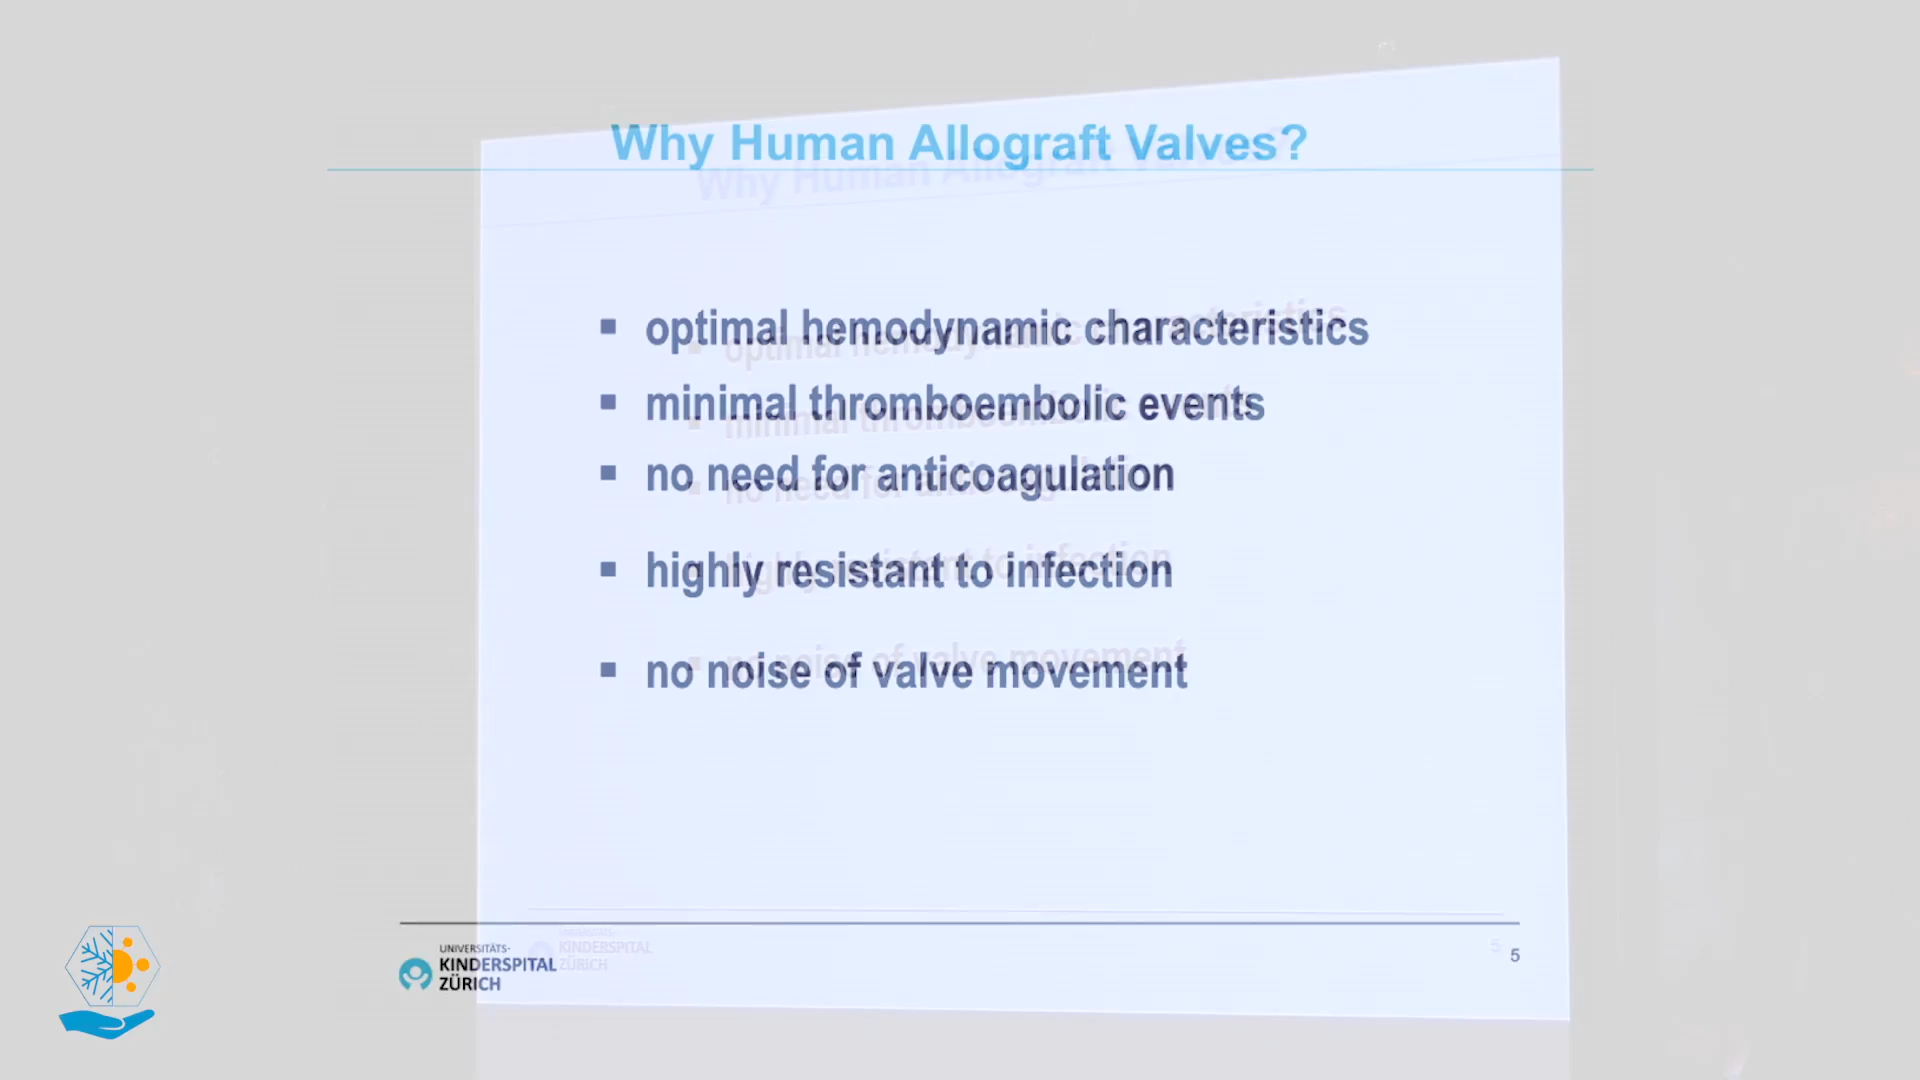 Why Human Allograft Valves?
▪ optimal hemodynamic characteristics
▪ minimal thromboembolic events
▪ no need for anticoagulation
▪ highly resistant to infection
▪ no noise of valve movement
UNIVERSITÄTS-
KINDERSPITAL
ZÜRICH
5